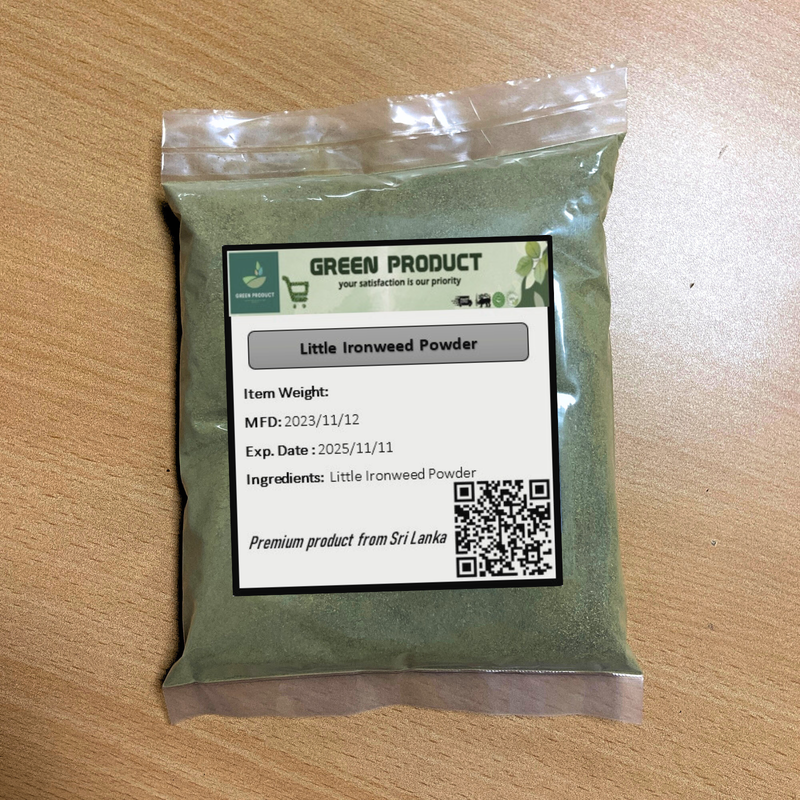 GREEN PRODUCT
your satisfaction is our priority
GREEN PRODUCT
Little Ironweed Powder
Item Weight:
MFD: 2023/11/12
Exp. Date : 2025/11/11
Ingredients: Little Ironweed Powder
Premium product from Sri Lanka